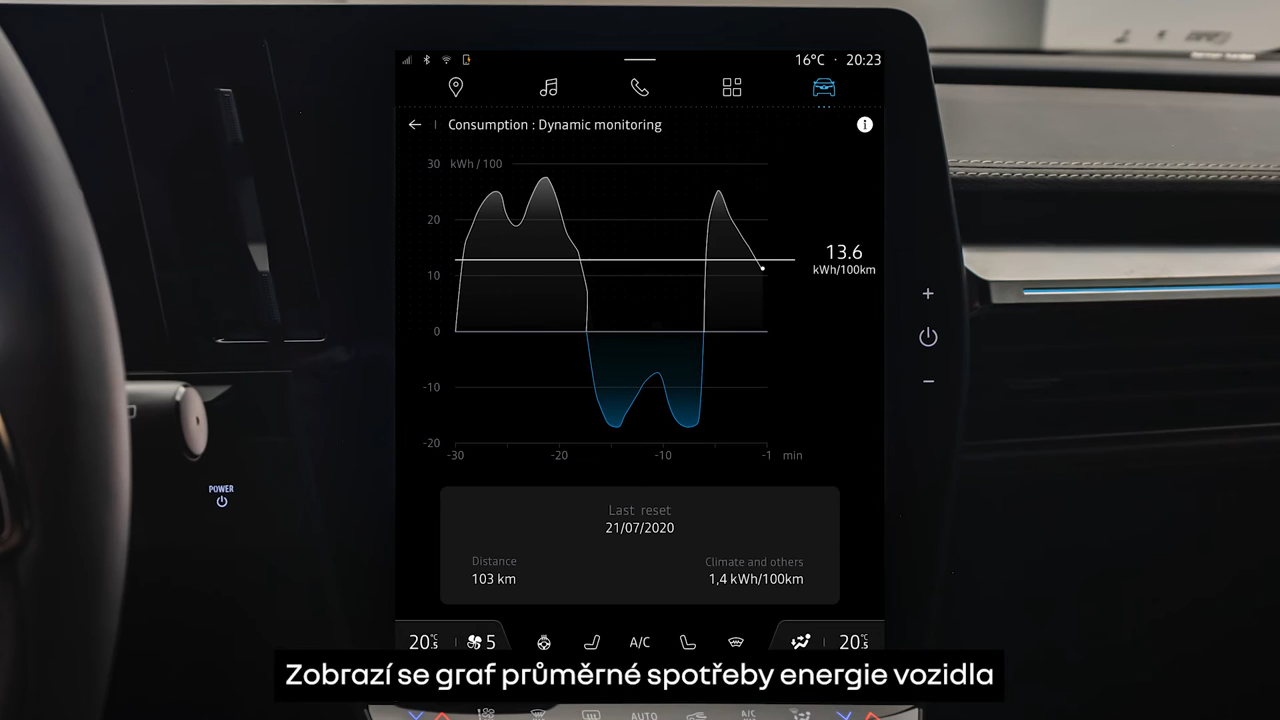 16°C · 20:23
Consumption : Dynamic monitoring
30 kWh / 100
20
13.6
kWh/100km
10
0
-10
-20
-30 -20 -10 -1 min
POWER
Last reset
21/07/2020
Distance Climate and others
103 km 1,4 kWh/100km
20°C,5 5 A/C 20°C,5
Zobrazí se graf průměrné spotřeby energie vozidla
AUTO A/C